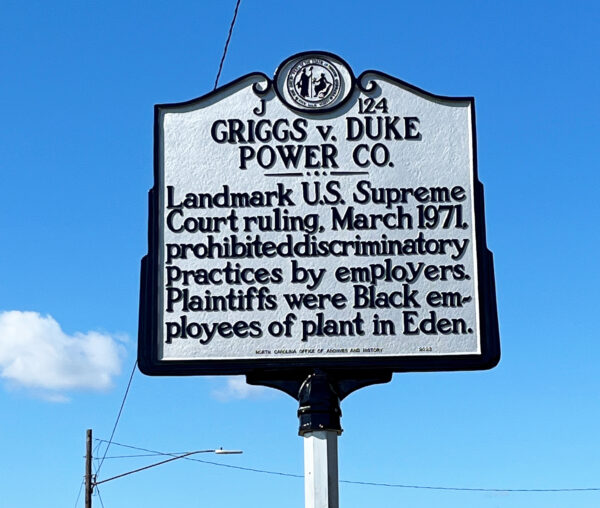 J 124
GRIGGS v. DUKE
POWER CO.
Landmark U.S. Supreme
Court ruling, March 1971,
prohibited discriminatory
practices by employers.
Plaintiffs were Black em-
ployees of plant in Eden.
NORTH CAROLINA OFFICE OF ARCHIVES AND HISTORY 2023